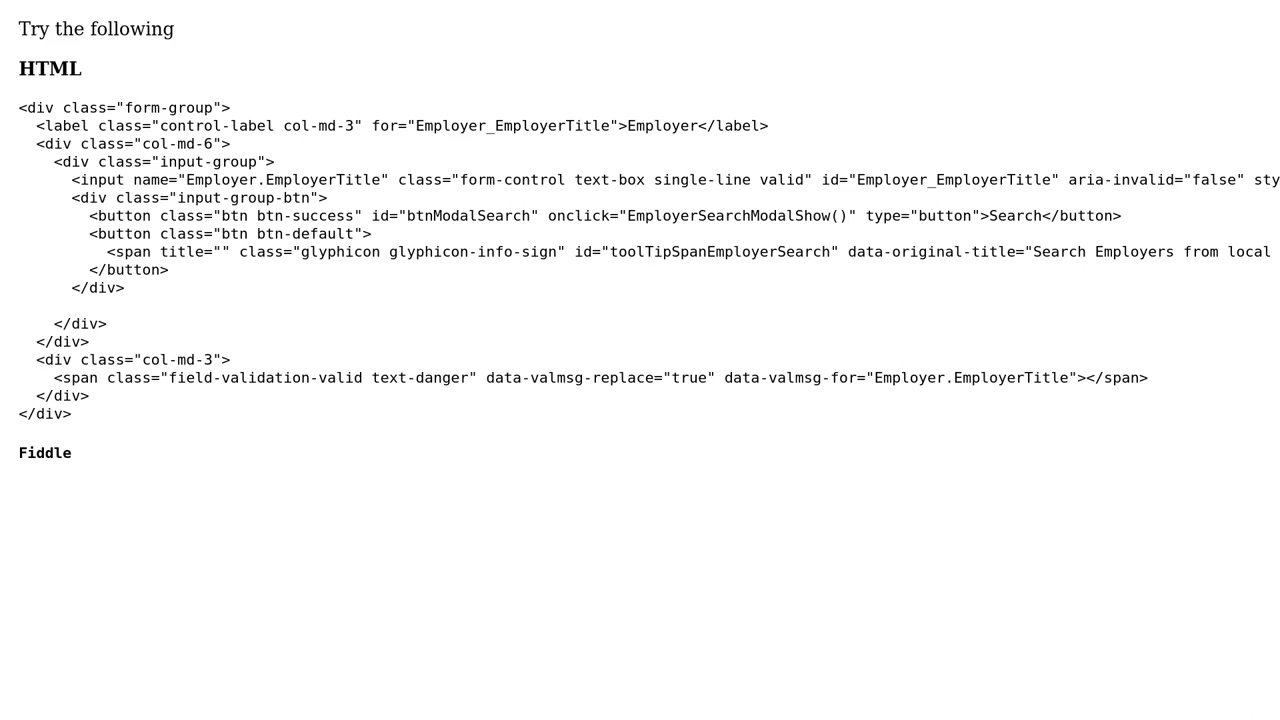 Try the following
HTML
<div class="form-group">
  <label class="control-label col-md-3" for="Employer_EmployerTitle">Employer</label>
  <div class="col-md-6">
    <div class="input-group">
      <input name="Employer.EmployerTitle" class="form-control text-box single-line valid" id="Employer_EmployerTitle" aria-invalid="false" sty
      <div class="input-group-btn">
        <button class="btn btn-success" id="btnModalSearch" onclick="EmployerSearchModalShow()" type="button">Search</button>
        <button class="btn btn-default">
          <span title="" class="glyphicon glyphicon-info-sign" id="toolTipSpanEmployerSearch" data-original-title="Search Employers from local
        </button>
      </div>
    </div>
  </div>
  <div class="col-md-3">
    <span class="field-validation-valid text-danger" data-valmsg-replace="true" data-valmsg-for="Employer.EmployerTitle"></span>
  </div>
</div>
Fiddle